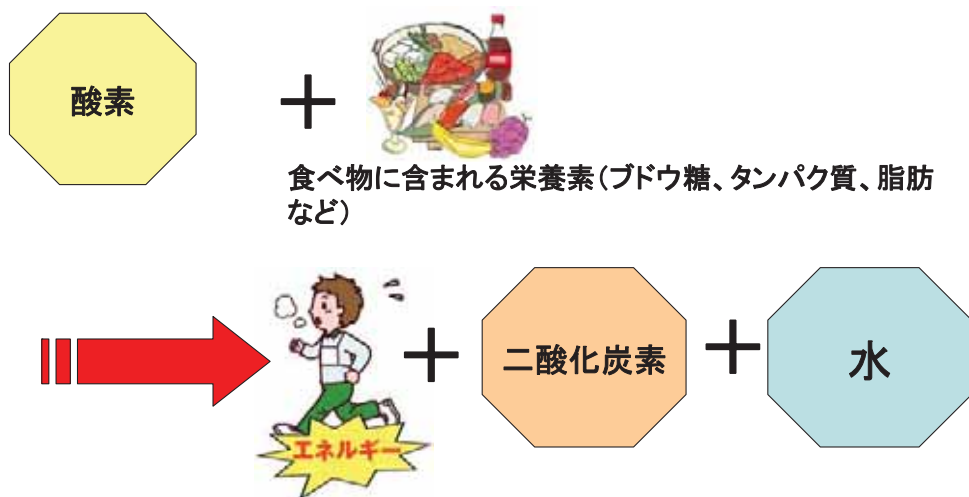 酸素
+
食べ物に含まれる栄養素(ブドウ糖、タンパク質、脂肪
など)
エネルギー
+
二酸化炭素
+
水